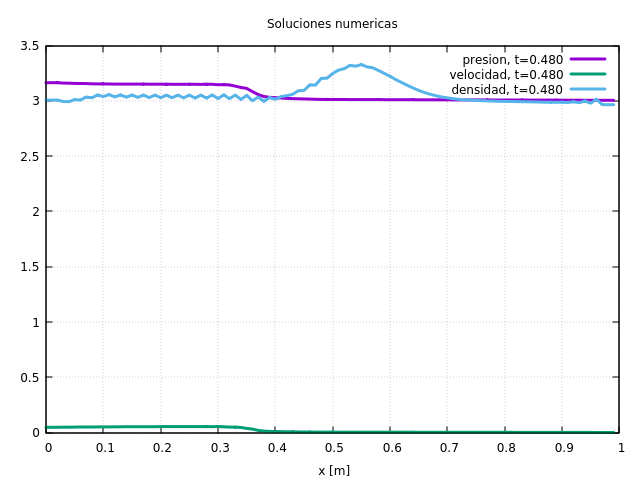 Soluciones numericas
presion, t=0.480
velocidad, t=0.480
densidad, t=0.480
3.5
3
2.5
2
1.5
1
0.5
0
0 0.1 0.2 0.3 0.4 0.5 0.6 0.7 0.8 0.9 1
x [m]